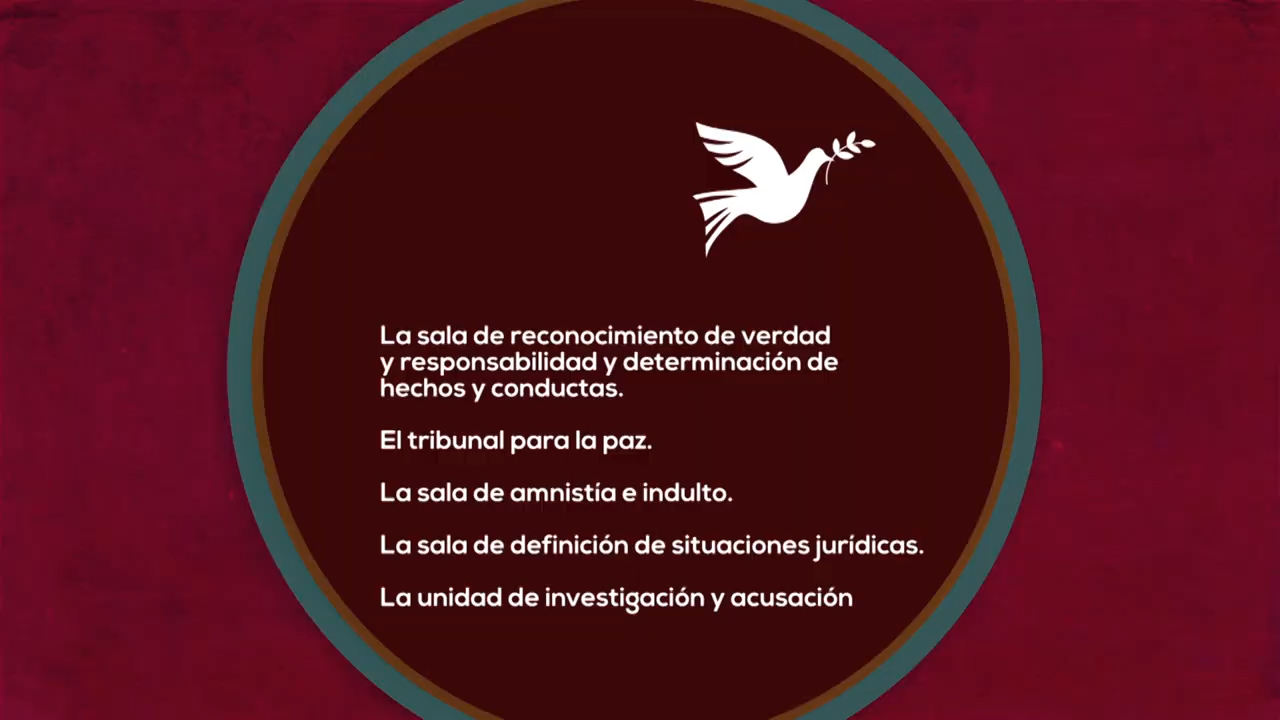 La sala de reconocimiento de verdad
y responsabilidad y determinación de
hechos y conductas.
El tribunal para la paz.
La sala de amnistía e indulto.
La sala de definición de situaciones jurídicas.
La unidad de investigación y acusación